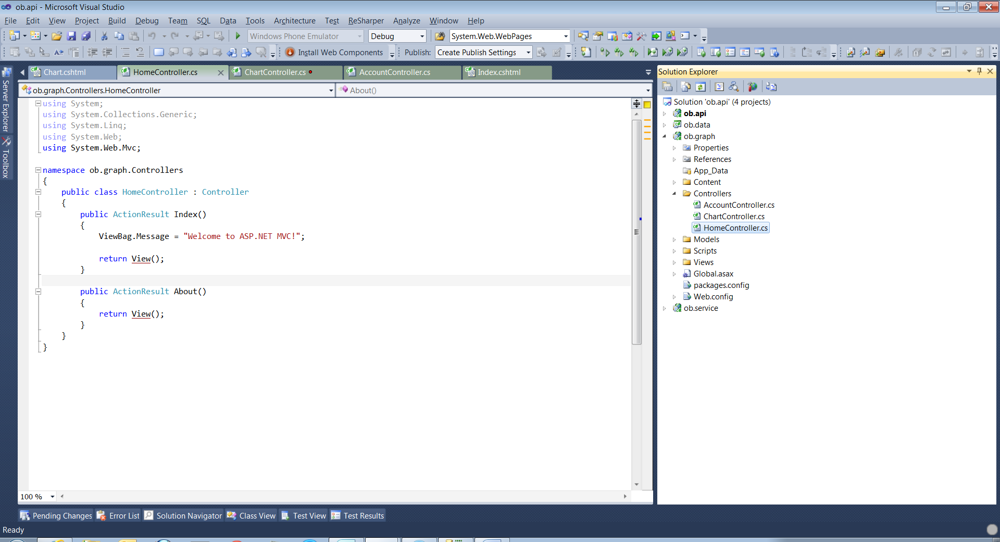 ob.api - Microsoft Visual Studio
File Edit View Project Build Debug Team SQL Data Tools Architecture Test ReSharper Analyze Window Help
Windows Phone Emulator Debug System.Web.WebPages
Install Web Components Publish: Create Publish Settings
Chart.cshtml HomeController.cs ChartController.cs AccountController.cs Index.cshtml
ob.graph.Controllers.HomeController About()
Server Explorer
Toolbox
using System;
using System.Collections.Generic;
using System.Linq;
using System.Web;
using System.Web.Mvc;
namespace ob.graph.Controllers
{
public class HomeController : Controller
{
public ActionResult Index()
{
ViewBag.Message = "Welcome to ASP.NET MVC!";
return View();
}
public ActionResult About()
{
return View();
}
}
}
100 %
Solution Explorer
Solution 'ob.api' (4 projects)
ob.api
ob.data
ob.graph
Properties
References
App_Data
Content
Controllers
AccountController.cs
ChartController.cs
HomeController.cs
Models
Scripts
Views
Global.asax
packages.config
Web.config
ob.service
Pending Changes Error List Solution Navigator Class View Test View Test Results
Ready